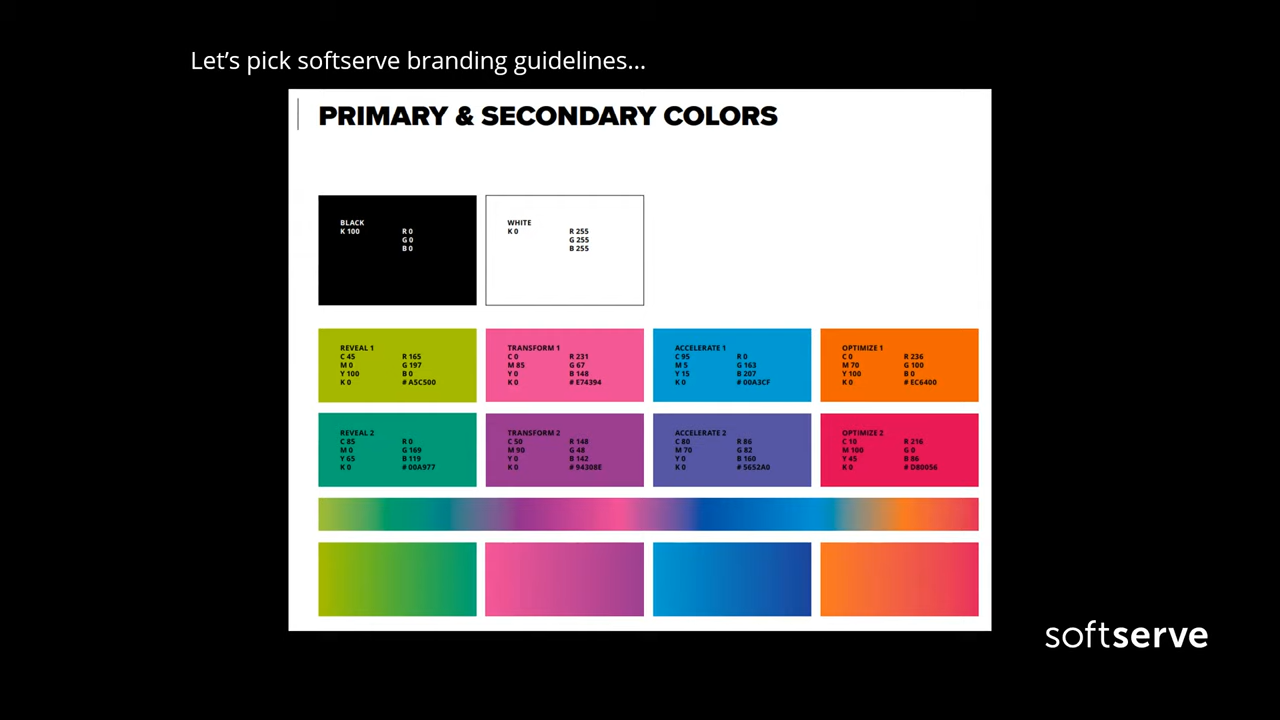 Let's pick softserve branding guidelines...
PRIMARY & SECONDARY COLORS
BLACK
K 100
R 0
G 0
B 0
WHITE
K 0
R 255
G 255
B 255
REVEAL 1
C 45
M 0
Y 100
K 0
R 165
G 197
B 0
# A5C500
TRANSFORM 1
C 0
M 85
Y 0
K 0
R 231
G 67
B 148
# E74394
ACCELERATE 1
C 95
M 5
Y 15
K 0
R 0
G 163
B 207
# 00A3CF
OPTIMIZE 1
C 0
M 70
Y 100
K 0
R 236
G 100
B 0
# EC6400
REVEAL 2
C 85
M 0
Y 65
K 0
R 0
G 169
B 119
# 00A977
TRANSFORM 2
C 50
M 90
Y 0
K 0
R 148
G 48
B 142
# 94308E
ACCELERATE 2
C 80
M 70
Y 0
K 0
R 86
G 82
B 160
# 5652A0
OPTIMIZE 2
C 10
M 100
Y 45
K 0
R 216
G 0
B 86
# D80056
softserve